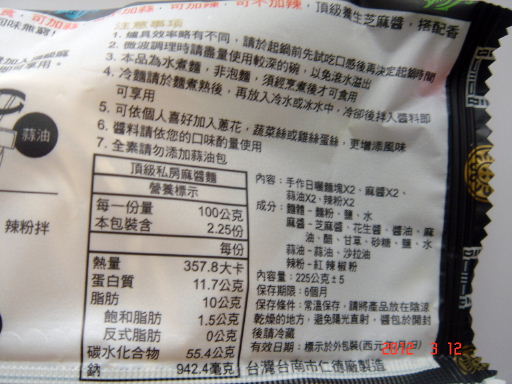 可加蒜, 可加辣, 可不加辣, 頂級養生芝麻醬, 搭配香
注意事項
1. 爐具效率略有不同, 請於起鍋前先試吃口感後再決定起鍋時間
2. 微波調理時請盡量使用較深的碗, 以免滾水溢出
3. 本品為水煮麵, 非泡麵, 須經烹煮後才可食用
4. 冷麵請於麵煮熟後, 再放入冷水或冰水中, 冷卻後拌入醬料即
可享用
5. 可依個人喜好加入蔥花, 蔬菜絲或雞絲蛋絲, 更增添風味
6. 醬料請依您的口味酌量使用
7. 全素請勿添加蒜油包
蒜油
辣粉拌
頂級私房麻醬麵
營養標示
每一份量 100公克
本包裝含 2.25份
每份
熱量 357.8大卡
蛋白質 11.7公克
脂肪 10公克
飽和脂肪 1.5公克
反式脂肪 0公克
碳水化合物 55.4公克
鈉 942.4毫克
內容: 手作日曬麵塊X2、麻醬X2、
蒜油X2、辣粉X2
成分: 麵體-麵粉、鹽、水
麻醬-芝麻醬、花生醬、醬油、麻
油、醋、甘草、砂糖、鹽、水
蒜油-蒜油、沙拉油
辣粉-紅辣椒粉
內容量: 225公克±5
保存期限: 6個月
保存條件: 常溫保存, 請將產品放在陰涼
乾燥的地方, 避免陽光直射, 醬包於開封
後請冷藏
有效日期: 標示於外包裝(西元
台灣台南市仁德廠製造